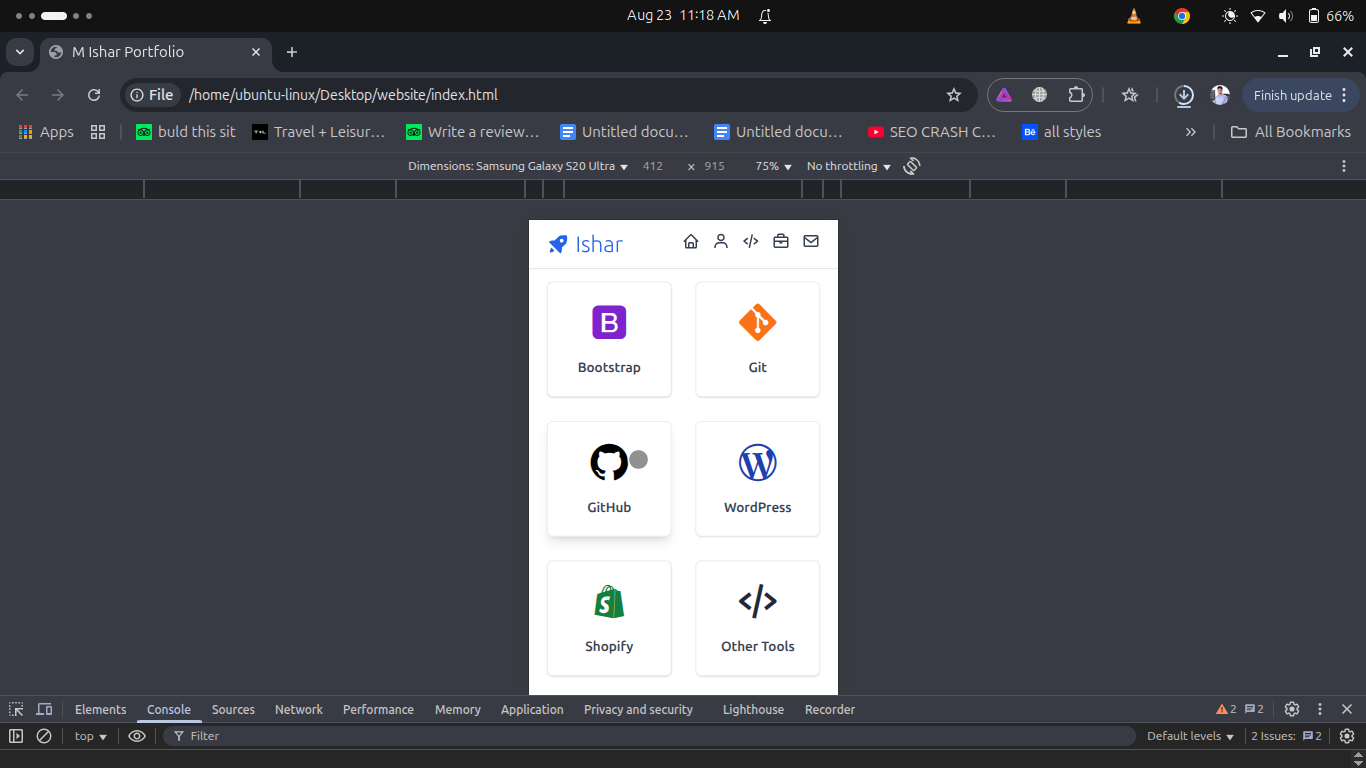 Aug 23 11:18 AM
66%
M Ishar Portfolio
File /home/ubuntu-linux/Desktop/website/index.html
Finish update
Apps
buld this sit
Travel + Leisur…
Write a review…
Untitled docu…
Untitled docu…
SEO CRASH C…
Bē all styles
» All Bookmarks
Dimensions: Samsung Galaxy S20 Ultra 412 × 915 75% No throttling
Ishar
Bootstrap Git
GitHub WordPress
Shopify Other Tools
Elements Console Sources Network Performance Memory Application Privacy and security Lighthouse Recorder 2 2
top Filter Default levels 2 Issues: 2